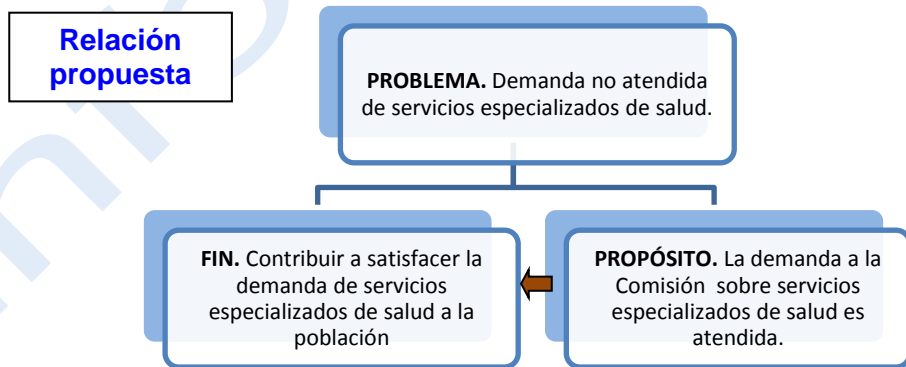 Relación
propuesta
PROBLEMA. Demanda no atendida
de servicios especializados de salud.
FIN. Contribuir a satisfacer la
demanda de servicios
especializados de salud a la
población
PROPÓSITO. La demanda a la
Comisión sobre servicios
especializados de salud es
atendida.